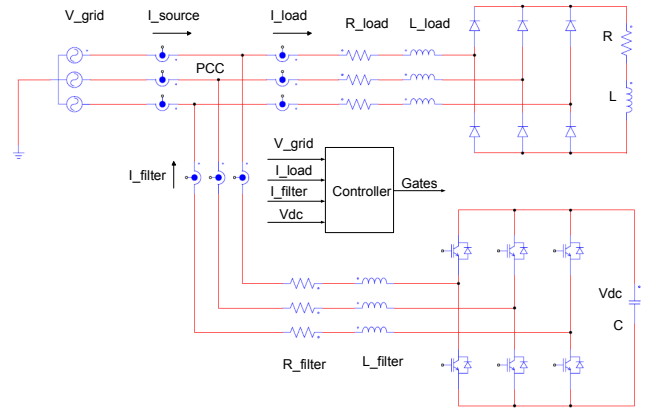 V_grid
I_source
I_load
R_load
L_load
R
PCC
L
I_filter
V_grid
I_load
I_filter
Vdc
Controller
Gates
Vdc
C
R_filter
L_filter